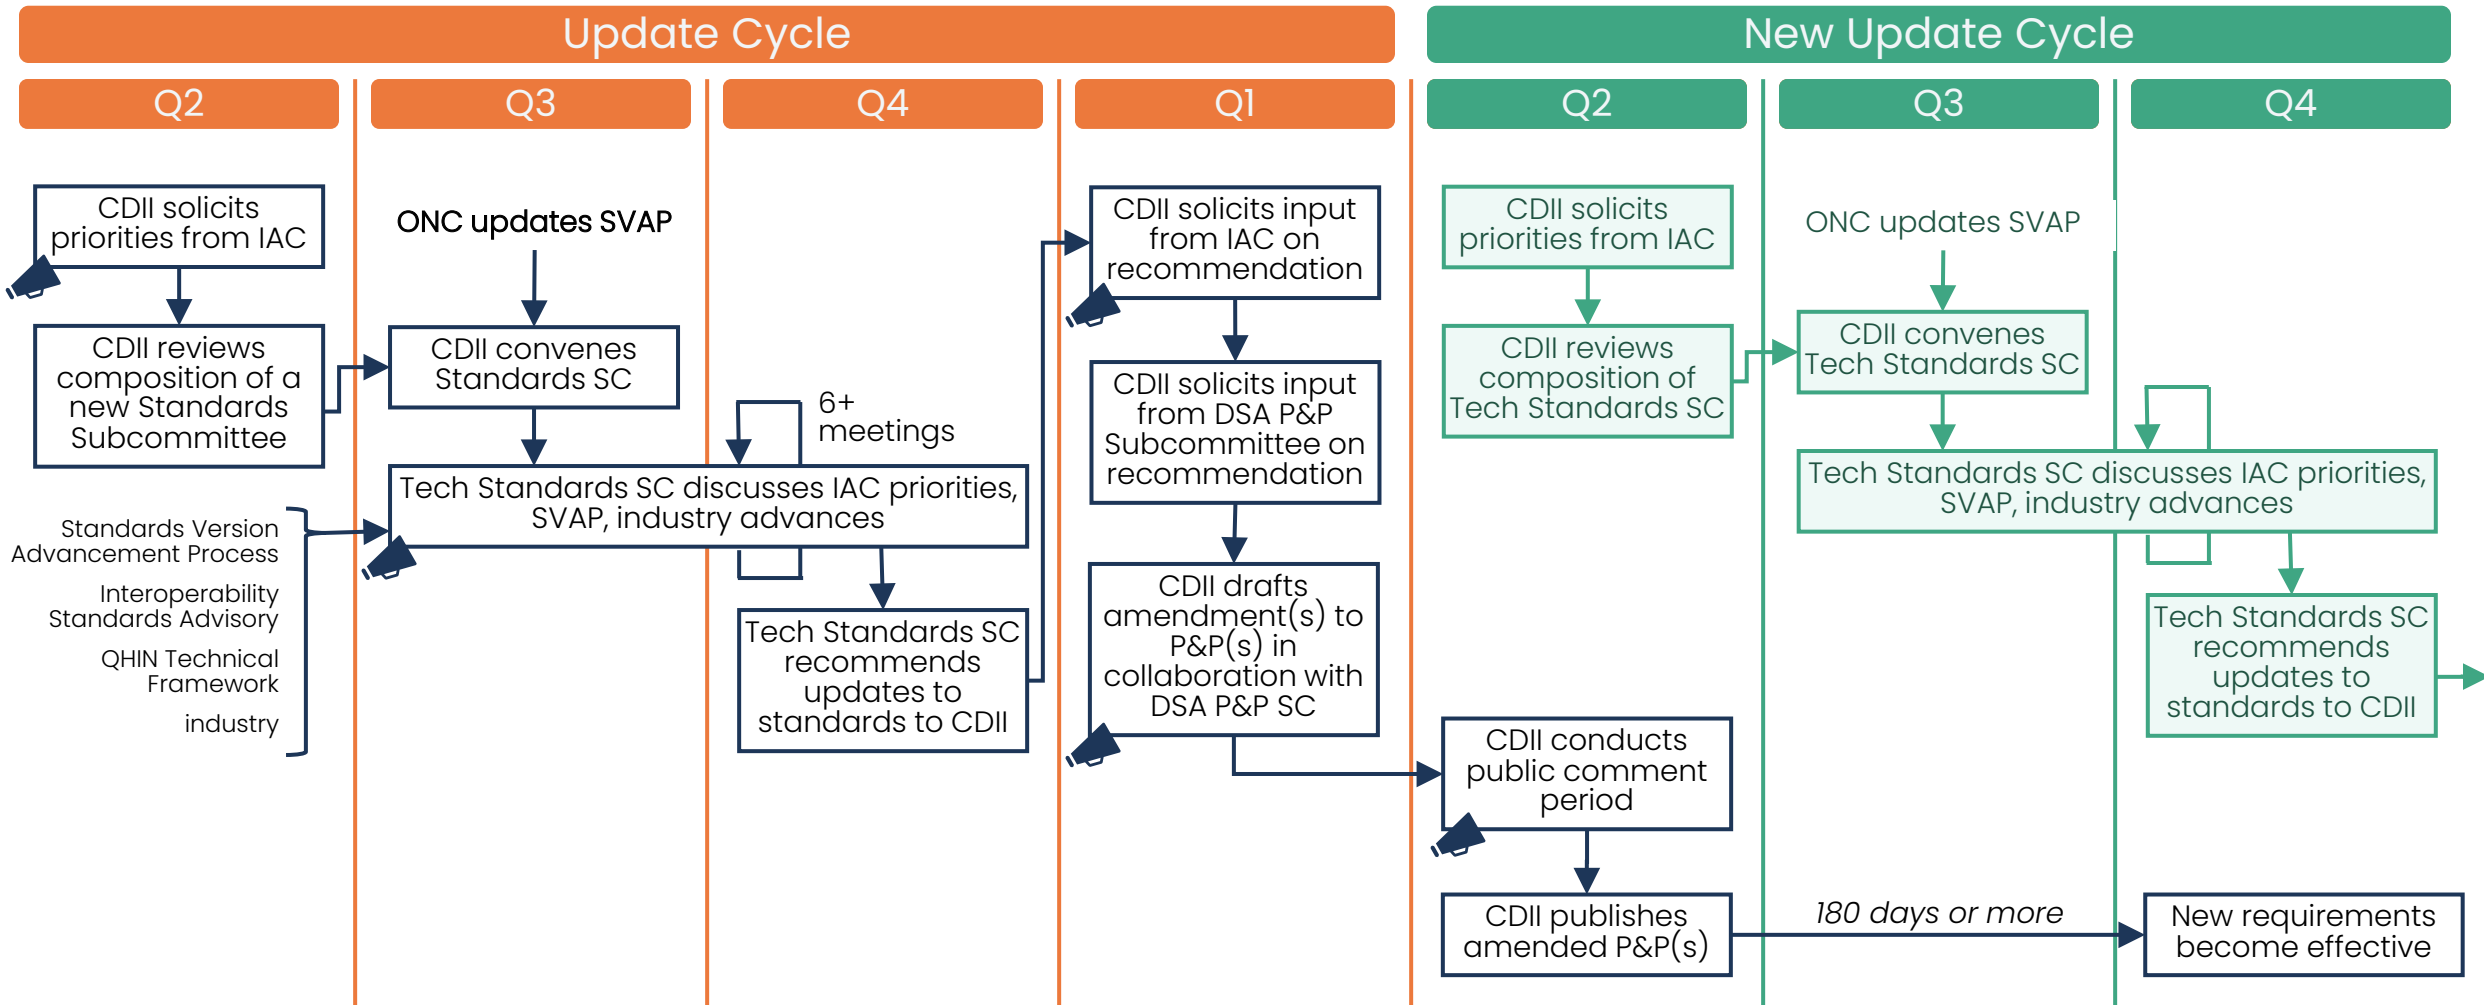 Update Cycle
New Update Cycle
Q2
Q3
Q4
Q1
Q2
Q3
Q4
CDII solicits
priorities from IAC
CDII reviews
composition of a
new Standards
Subcommittee
Standards Version
Advancement Process
Interoperability
Standards Advisory
QHIN Technical
Framework
industry
ONC updates SVAP
CDII convenes
Standards SC
6+
meetings
Tech Standards SC discusses IAC priorities,
SVAP, industry advances
Tech Standards SC
recommends
updates to
standards to CDII
CDII solicits input
from IAC on
recommendation
CDII solicits input
from DSA P&P
Subcommittee on
recommendation
CDII drafts
amendment(s) to
P&P(s) in
collaboration with
DSA P&P SC
CDII solicits
priorities from IAC
CDII reviews
composition of
Tech Standards SC
CDII conducts
public comment
period
CDII publishes
amended P&P(s)
ONC updates SVAP
CDII convenes
Tech Standards SC
Tech Standards SC discusses IAC priorities,
SVAP, industry advances
Tech Standards SC
recommends
updates to
standards to CDII
180 days or more
New requirements
become effective